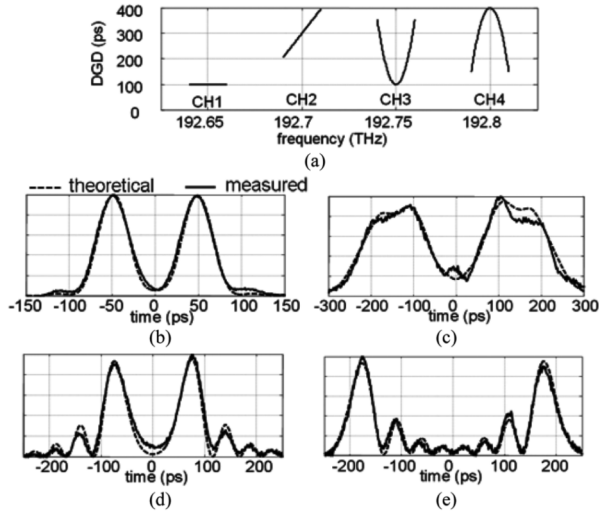 400
300
200
100
0
DGD (ps)
CH1 CH2 CH3 CH4
192.65 192.7 192.75 192.8
frequency (THz)
(a)
theoretical measured
-150 -100 -50 0 50 100 150
time (ps)
(b)
-300 -200 -100 0 100 200 300
time (ps)
(c)
-200 -100 0 100 200
time (ps)
(d)
-200 -100 0 100 200
time (ps)
(e)